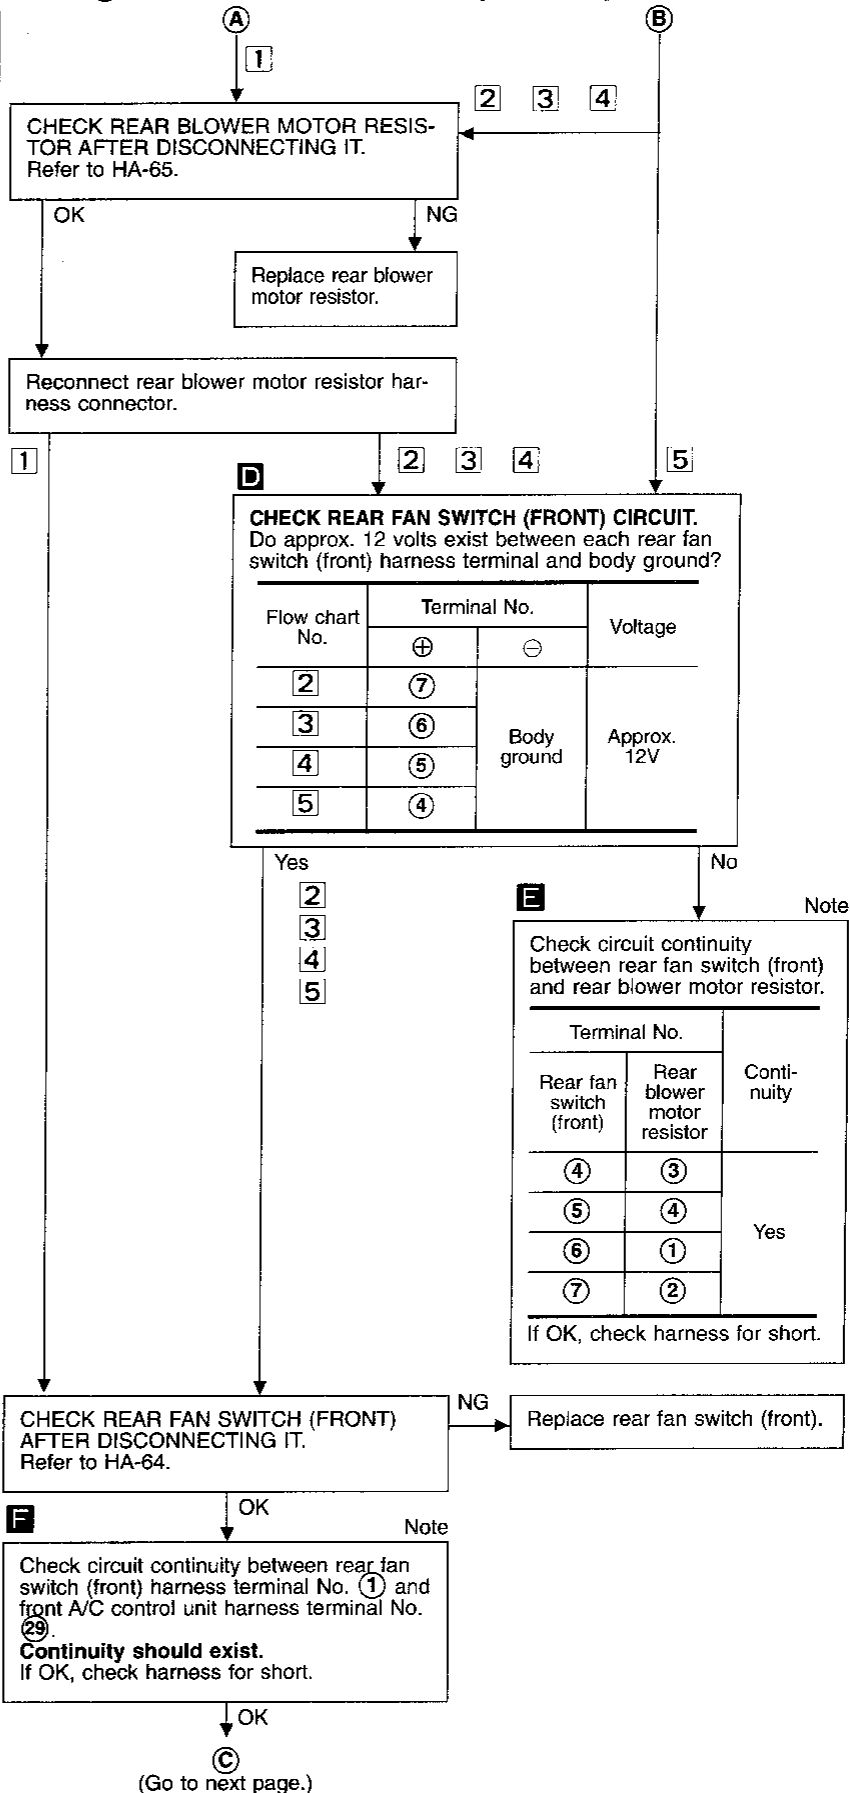 A
B
1
2 3 4
CHECK REAR BLOWER MOTOR RESIS-
TOR AFTER DISCONNECTING IT.
Refer to HA-65.
OK
NG
Replace rear blower
motor resistor.
Reconnect rear blower motor resistor har-
ness connector.
1
D
2 3 4
5
CHECK REAR FAN SWITCH (FRONT) CIRCUIT.
Do approx. 12 volts exist between each rear fan
switch (front) harness terminal and body ground?
Flow chart
No.
Terminal No.
Voltage
⊕
⊖
2
⑦
3
⑥
4
⑤
5
④
Body
ground
Approx.
12V
Yes
2
3
4
5
No
E
Note
Check circuit continuity
between rear fan switch (front)
and rear blower motor resistor.
Terminal No.
Conti-
nuity
Rear fan
switch
(front)
Rear
blower
motor
resistor
④ ③
⑤ ④
⑥ ①
⑦ ②
Yes
If OK, check harness for short.
CHECK REAR FAN SWITCH (FRONT)
AFTER DISCONNECTING IT.
Refer to HA-64.
NG
Replace rear fan switch (front).
OK
F
Note
Check circuit continuity between rear fan
switch (front) harness terminal No. ① and
front A/C control unit harness terminal No.
㉙.
Continuity should exist.
If OK, check harness for short.
OK
C
(Go to next page.)